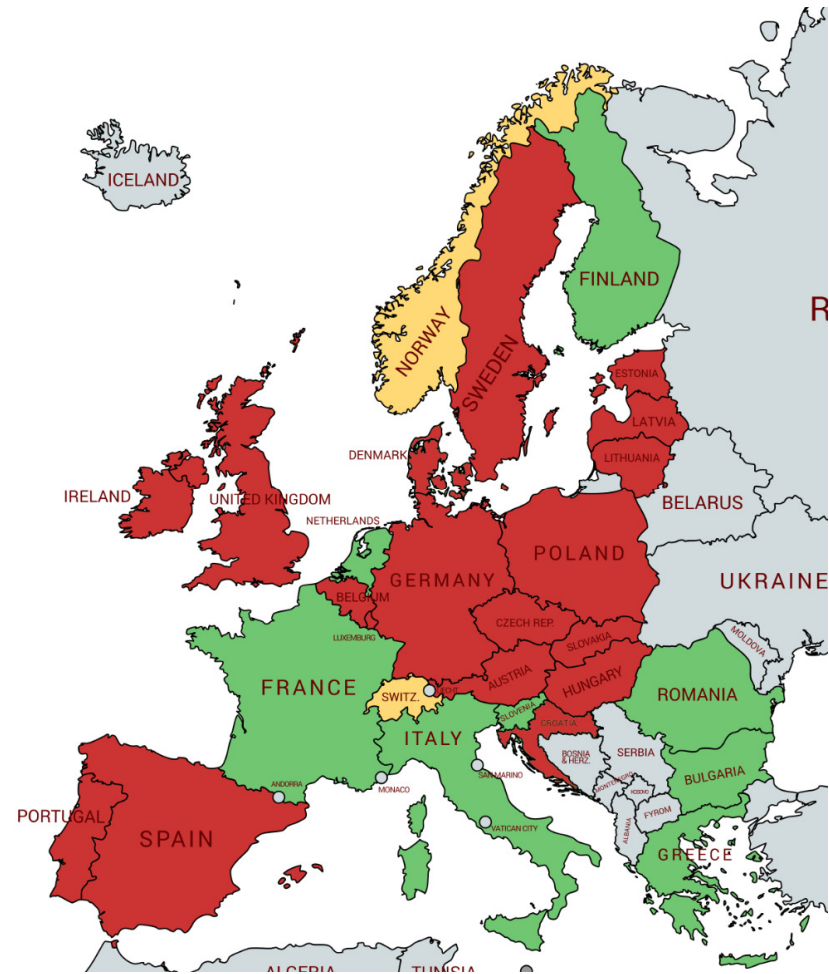 ICELAND
NORWAY
SWEDEN
FINLAND
R
ESTONIA
LATVIA
LITHUANIA
DENMARK
IRELAND
UNITED KINGDOM
NETHERLANDS
BELARUS
POLAND
GERMANY
BELGIUM
UKRAINE
CZECH REP.
LUXEMBURG
SLOVAKIA
MOLDOVA
AUSTRIA
HUNGARY
FRANCE
SWITZ.
ROMANIA
SLOVENIA
CROATIA
ITALY
BOSNIA
& HERZ.
SERBIA
SAN MARINO
BULGARIA
ANDORRA
MONACO
MONTENEGRO
KOSOVO
FYROM
PORTUGAL
SPAIN
VATICAN CITY
ALBANIA
GREECE
ALGERIA
TUNISIA